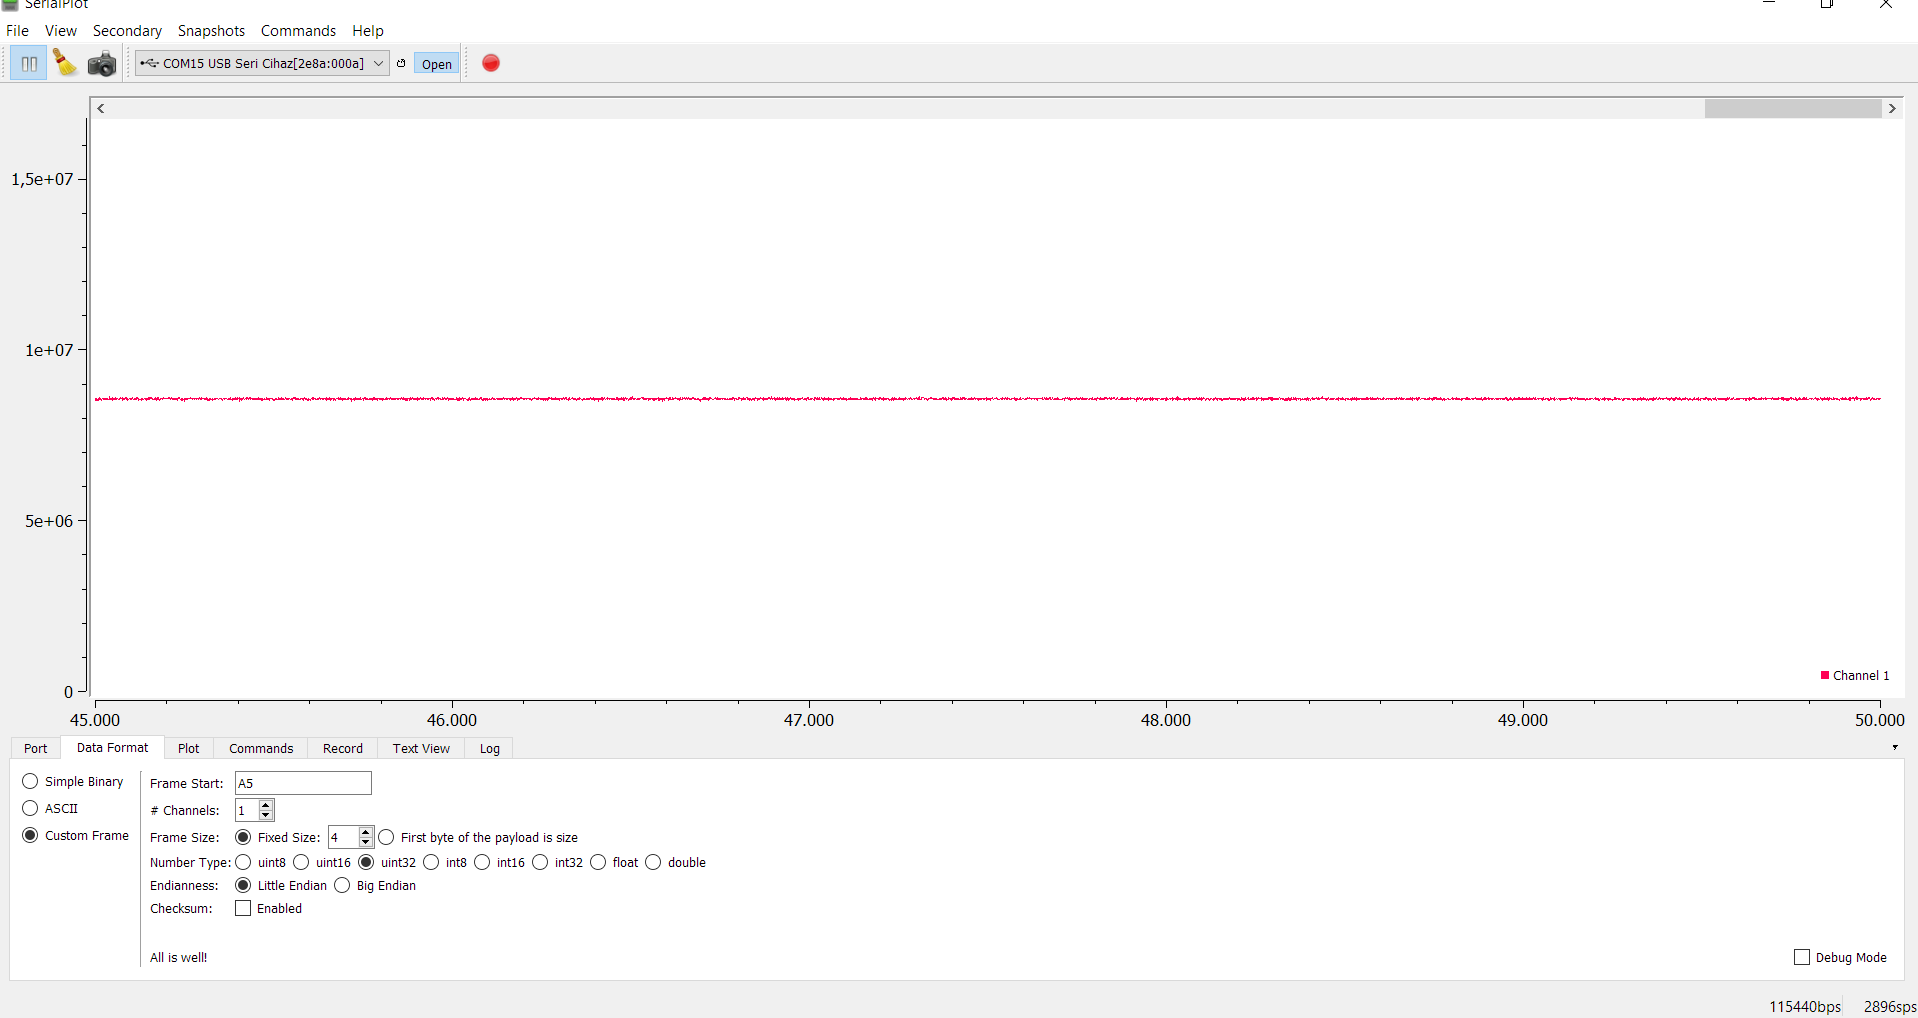 SerialPlot
File View Secondary Snapshots Commands Help
COM15 USB Seri Cihaz[2e8a:000a] Open
1,5e+07
1e+07
5e+06
0
Channel 1
45.000 46.000 47.000 48.000 49.000 50.000
Port Data Format Plot Commands Record Text View Log
Simple Binary
ASCII
Custom Frame
Frame Start: A5
# Channels: 1
Frame Size: Fixed Size: 4 First byte of the payload is size
Number Type: uint8 uint16 uint32 int8 int16 int32 float double
Endianness: Little Endian Big Endian
Checksum: Enabled
All is well!
Debug Mode
115440bps 2896sps